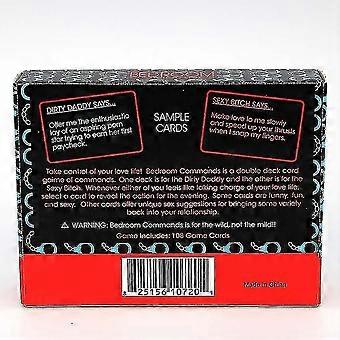 BEDROOM
DIRTY DADDY SAYS...
Offer me The enthusiastic
lay of an aspiring porn
star trying to earn her first
paycheck.
SAMPLE
CARDS
SEXY BITCH SAYS...
Make love to me slowly
and speed up your thrusts
when I snap my fingers.
Take control of your love life! Bedroom Commands is a double deck card
game of commands. One deck is for the Dirty Daddy and the other is for the
Sexy Bitch. Whenever either of you feels like taking charge of your love life,
select a card to reveal the action for the evening. Some cards are funny, fun,
and sexy. Other cards offer unique sex suggestions for bringing some variety
back into your relationship.
⚠ WARNING: Bedroom Commands is for the wild, not the mild!!!
Game Includes: 108 Game Cards
8 25156 10720 1
Made in China